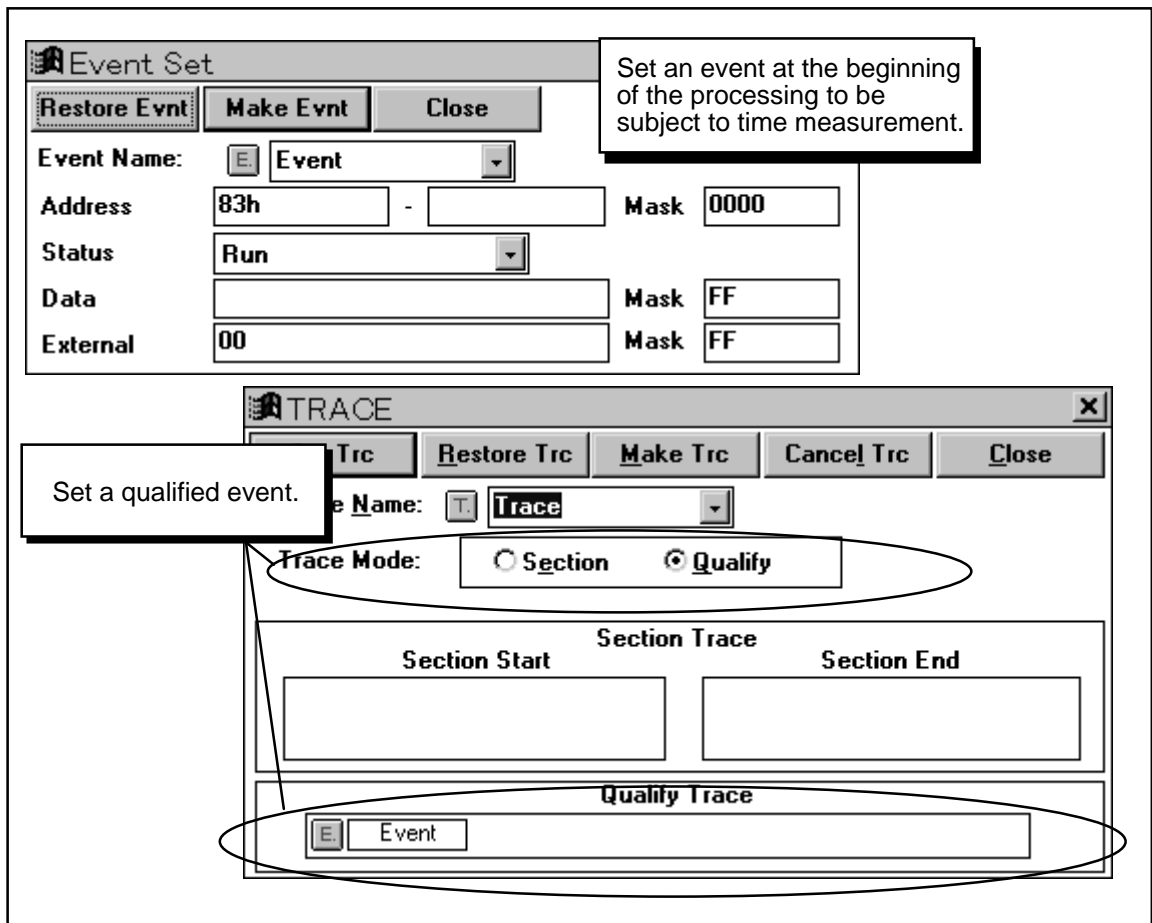 Event Set
Set an event at the beginning
of the processing to be
subject to time measurement.
Restore Evnt Make Evnt Close
Event Name: E. Event
Address 83h - Mask 0000
Status Run
Data Mask FF
External 00 Mask FF
TRACE
Trc Restore Trc Make Trc Cancel Trc Close
Set a qualified event.
Name: T. Trace
Trace Mode: Section Qualify
Section Trace
Section Start Section End
Qualify Trace
E. Event